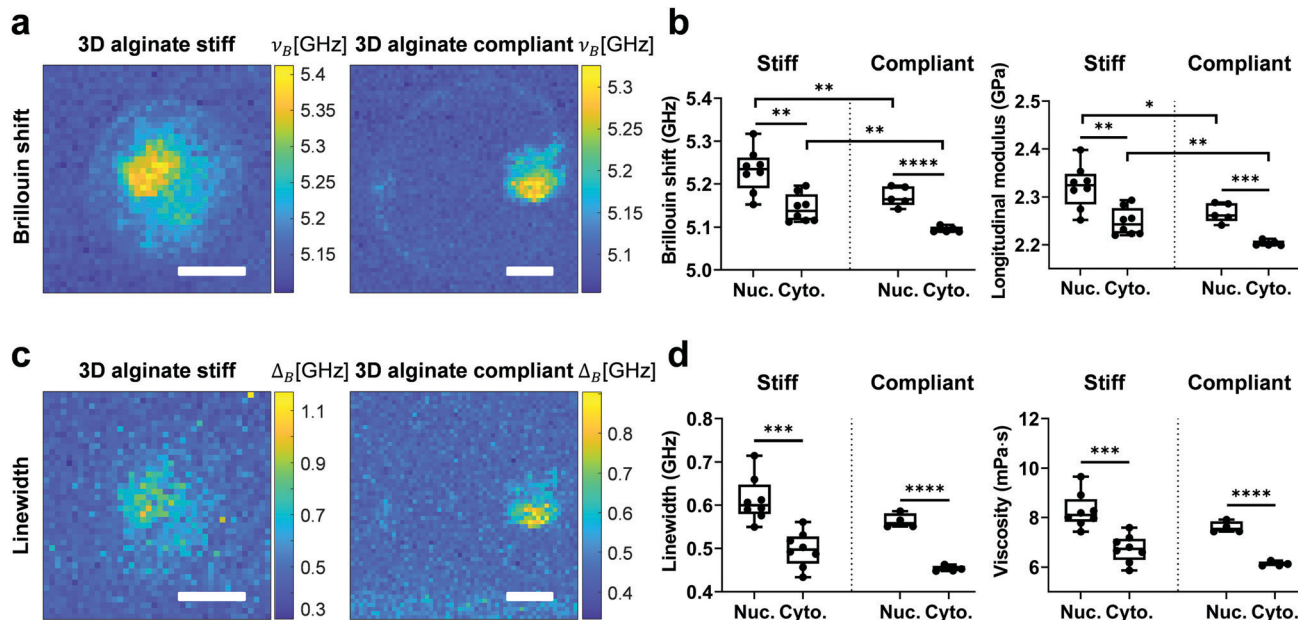 a
3D alginate stiff
ν_B[GHz]
3D alginate compliant
ν_B[GHz]
Brillouin shift
5.4
5.35
5.3
5.25
5.2
5.15
5.3
5.25
5.2
5.15
5.1
b
Stiff
Compliant
Brillouin shift (GHz)
5.4
5.3
5.2
5.1
5.0
**
**
**
****
Nuc. Cyto.
Nuc. Cyto.
Stiff
Compliant
Longitudinal modulus (GPa)
2.5
2.4
2.3
2.2
*
**
**
***
Nuc. Cyto.
Nuc. Cyto.
c
3D alginate stiff
Δ_B[GHz]
3D alginate compliant
Δ_B[GHz]
Linewidth
1.1
0.9
0.7
0.5
0.3
0.8
0.7
0.6
0.5
0.4
d
Stiff
Compliant
Linewidth (GHz)
0.8
0.7
0.6
0.5
0.4
***
****
Nuc. Cyto.
Nuc. Cyto.
Stiff
Compliant
Viscosity (mPa·s)
12
10
8
6
***
****
Nuc. Cyto.
Nuc. Cyto.